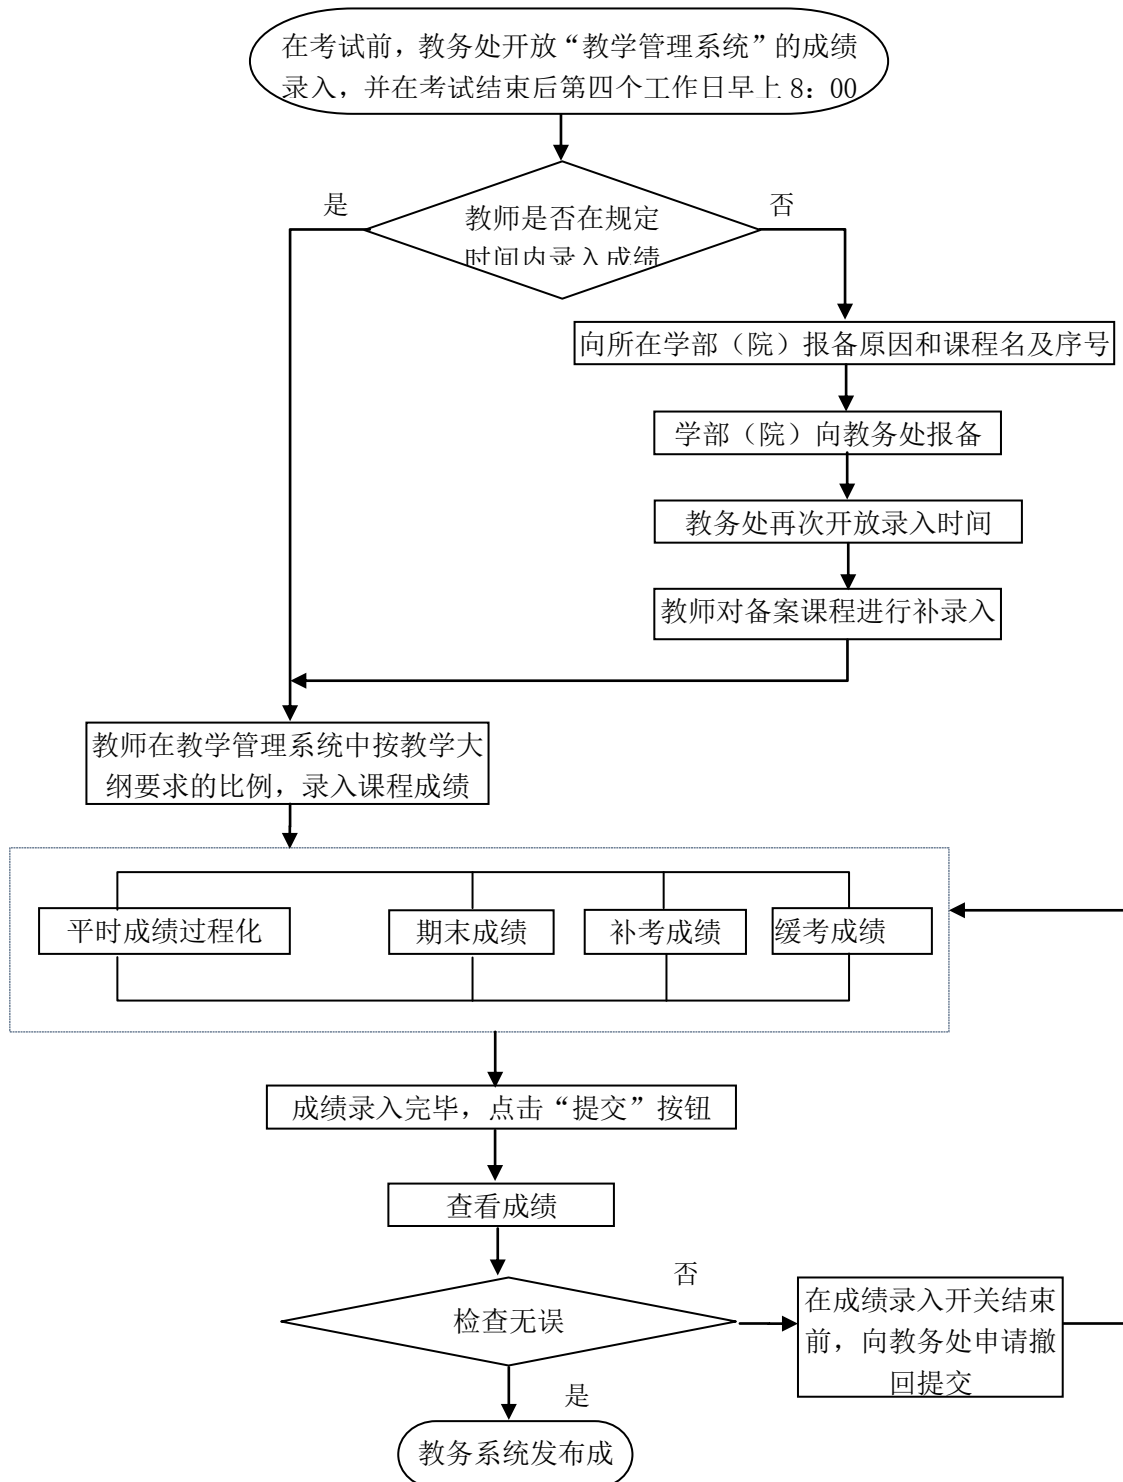 在考试前，教务处开放“教学管理系统”的成绩
录入，并在考试结束后第四个工作日早上 8：00
是
否
教师是否在规定
时间内录入成绩
向所在学部（院）报备原因和课程名及序号
学部（院）向教务处报备
教务处再次开放录入时间
教师对备案课程进行补录入
教师在教学管理系统中按教学大
纲要求的比例，录入课程成绩
平时成绩过程化
期末成绩
补考成绩
缓考成绩
成绩录入完毕，点击“提交”按钮
查看成绩
否
检查无误
在成绩录入开关结束
前，向教务处申请撤
回提交
是
教务系统发布成